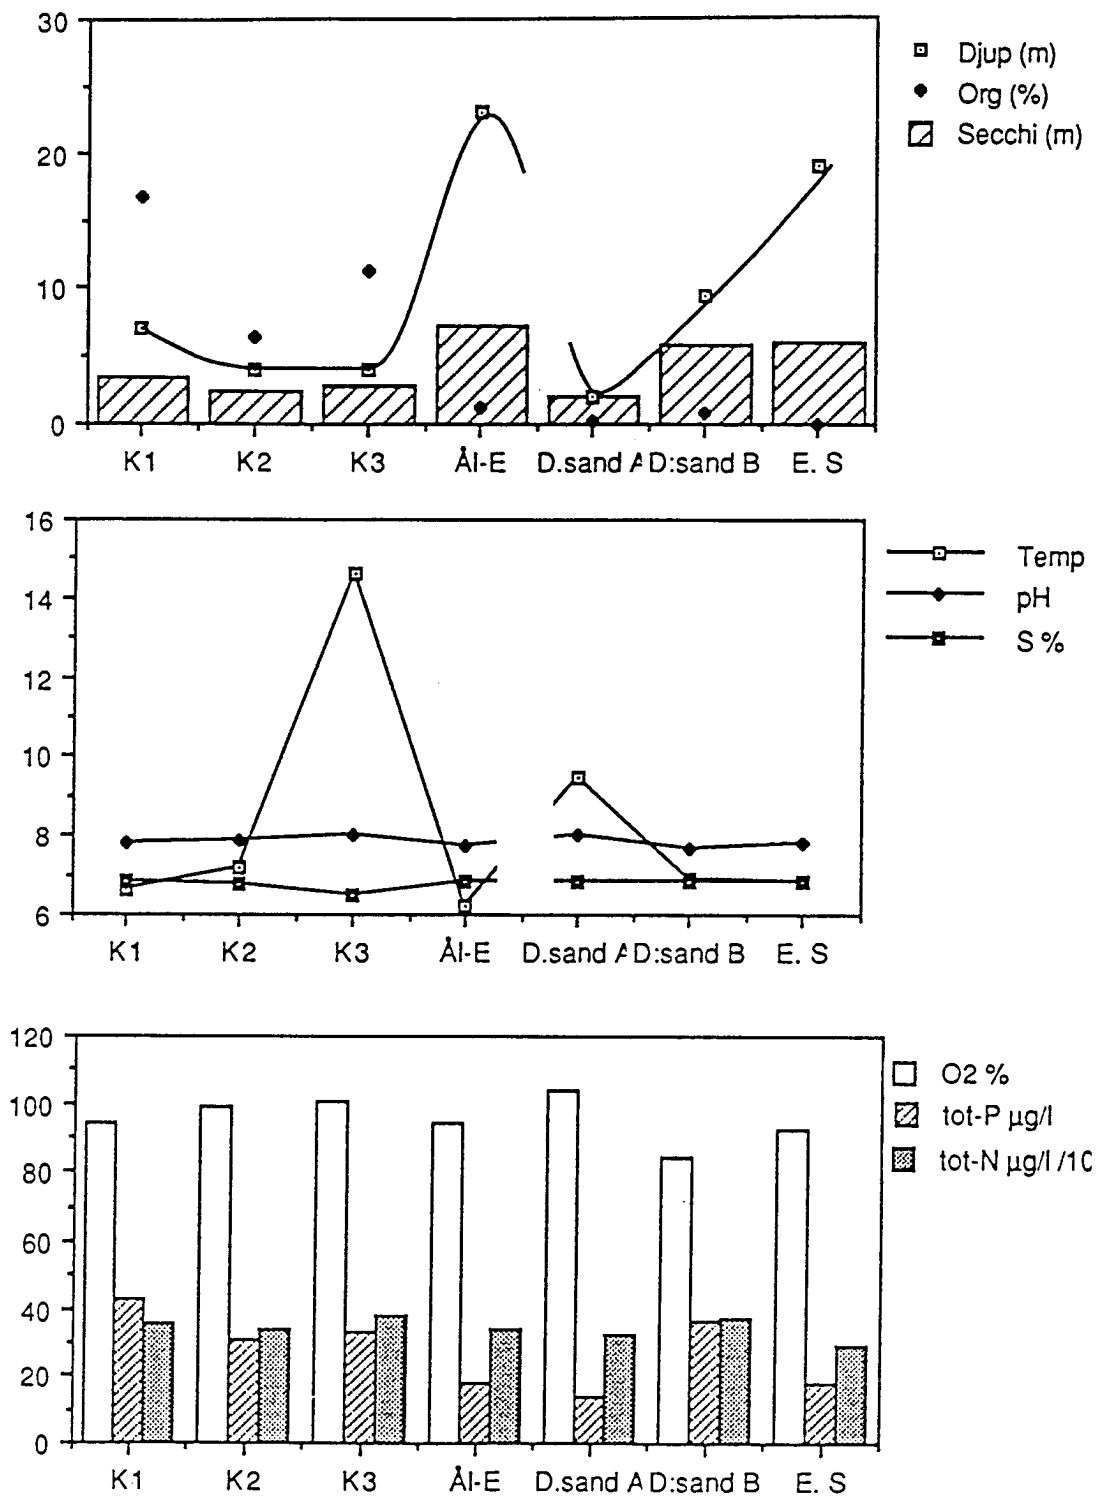 30
20
10
0
K1 K2 K3 Ål-E D.sand A D:sand B E. S
Djup (m)
Org (%)
Secchi (m)
16
14
12
10
8
6
K1 K2 K3 Ål-E D.sand A D:sand B E. S
Temp
pH
S %
120
100
80
60
40
20
0
K1 K2 K3 Ål-E D.sand A D:sand B E. S
O2 %
tot-P µg/l
tot-N µg/l /10